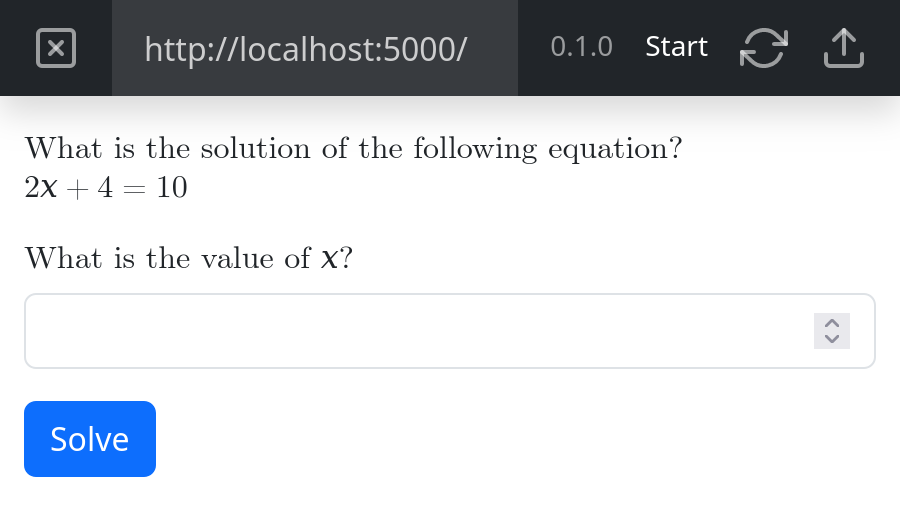 http://localhost:5000/ 0.1.0 Start
What is the solution of the following equation?
2x + 4 = 10
What is the value of x?
Solve